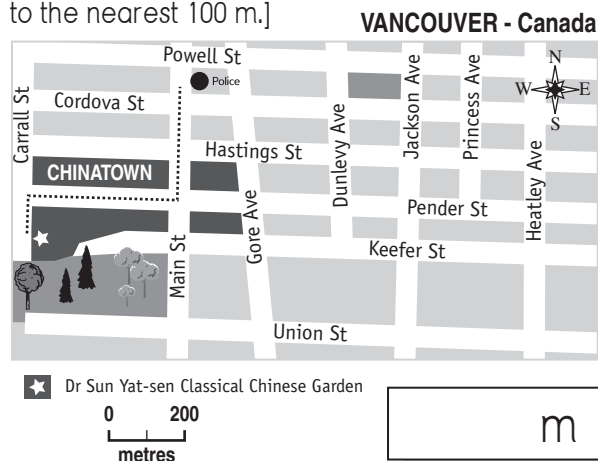 to the nearest 100 m.]
VANCOUVER - Canada
Powell St
Police
Cordova St
Carrall St
Hastings St
CHINATOWN
Dunlevy Ave
Jackson Ave
Princess Ave
N
W E
S
Heatley Ave
Pender St
Keefer St
Gore Ave
Main St
Union St
Dr Sun Yat-sen Classical Chinese Garden
0 200
metres
m